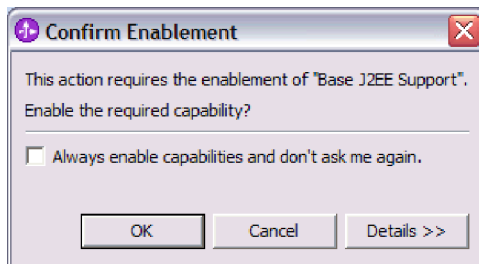 Confirm Enablement
This action requires the enablement of "Base J2EE Support".
Enable the required capability?
Always enable capabilities and don't ask me again.
OK Cancel Details >>